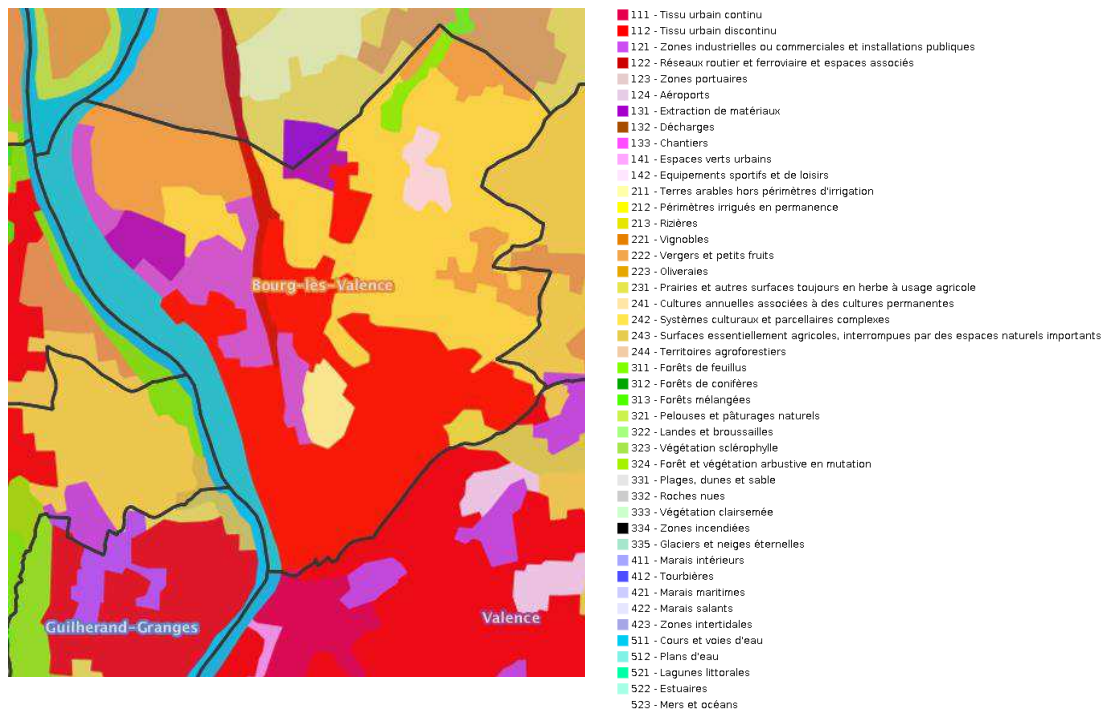 Bourg-lès-Valence
Valence
Guilherand-Granges
111 - Tissu urbain continu
112 - Tissu urbain discontinu
121 - Zones industrielles ou commerciales et installations publiques
122 - Réseaux routier et ferroviaire et espaces associés
123 - Zones portuaires
124 - Aéroports
131 - Extraction de matériaux
132 - Décharges
133 - Chantiers
141 - Espaces verts urbains
142 - Equipements sportifs et de loisirs
211 - Terres arables hors périmètres d'irrigation
212 - Périmètres irrigués en permanence
213 - Rizières
221 - Vignobles
222 - Vergers et petits fruits
223 - Oliveraies
231 - Prairies et autres surfaces toujours en herbe à usage agricole
241 - Cultures annuelles associées à des cultures permanentes
242 - Systèmes culturaux et parcellaires complexes
243 - Surfaces essentiellement agricoles, interrompues par des espaces naturels importants
244 - Territoires agroforestiers
311 - Forêts de feuillus
312 - Forêts de conifères
313 - Forêts mélangées
321 - Pelouses et pâturages naturels
322 - Landes et broussailles
323 - Végétation sclérophylle
324 - Forêt et végétation arbustive en mutation
331 - Plages, dunes et sable
332 - Roches nues
333 - Végétation clairsemée
334 - Zones incendiées
335 - Glaciers et neiges éternelles
411 - Marais intérieurs
412 - Tourbières
421 - Marais maritimes
422 - Marais salants
423 - Zones intertidales
511 - Cours et voies d'eau
512 - Plans d'eau
521 - Lagunes littorales
522 - Estuaires
523 - Mers et océans